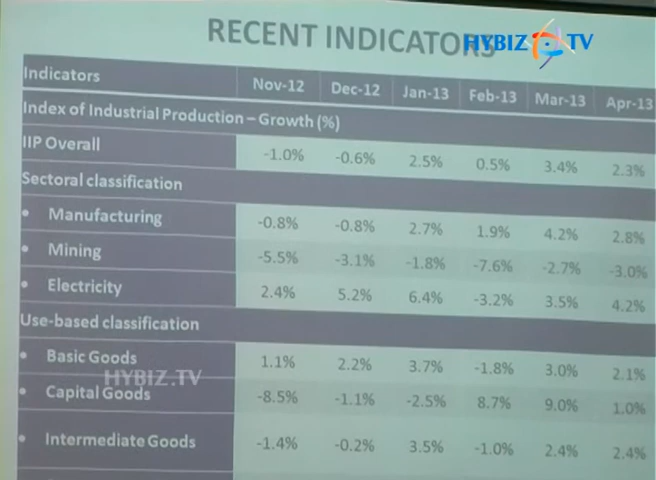 RECENT INDICATORS
HYBIZ TV
Indicators Nov-12 Dec-12 Jan-13 Feb-13 Mar-13 Apr-13
Index of Industrial Production – Growth (%)
IIP Overall -1.0% -0.6% 2.5% 0.5% 3.4% 2.3%
Sectoral classification
• Manufacturing -0.8% -0.8% 2.7% 1.9% 4.2% 2.8%
• Mining -5.5% -3.1% -1.8% -7.6% -2.7% -3.0%
• Electricity 2.4% 5.2% 6.4% -3.2% 3.5% 4.2%
Use-based classification
• Basic Goods 1.1% 2.2% 3.7% -1.8% 3.0% 2.1%
HYBIZ.TV
• Capital Goods -8.5% -1.1% -2.5% 8.7% 9.0% 1.0%
• Intermediate Goods -1.4% -0.2% 3.5% -1.0% 2.4% 2.4%